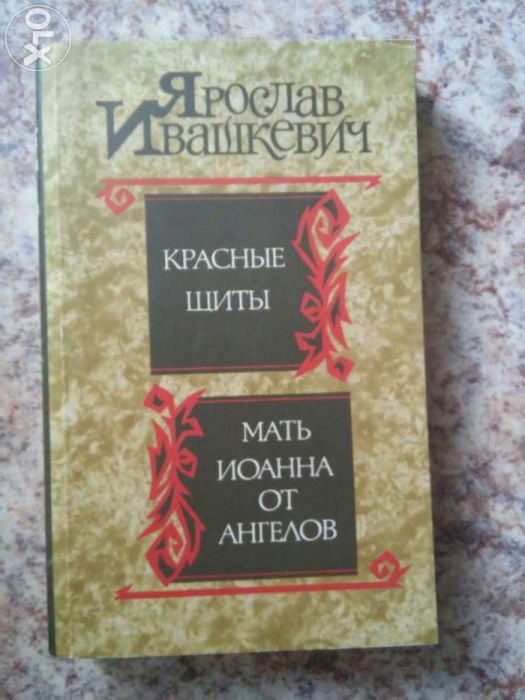 OLX
Ярослав
Ивашкевич
КРАСНЫЕ
ЩИТЫ
МАТЬ
ИОАННА
ОТ
АНГЕЛОВ